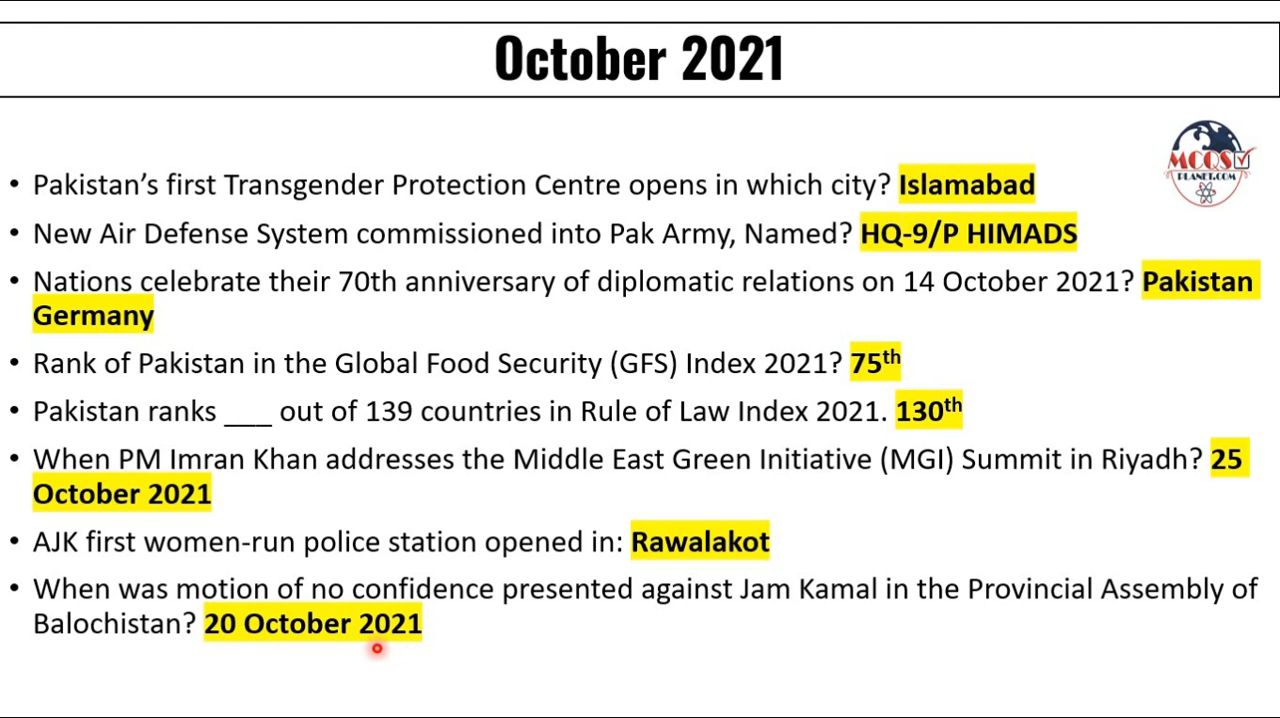 October 2021
MCQS
PLANET.COM
• Pakistan’s first Transgender Protection Centre opens in which city? Islamabad
• New Air Defense System commissioned into Pak Army, Named? HQ-9/P HIMADS
• Nations celebrate their 70th anniversary of diplomatic relations on 14 October 2021? Pakistan
Germany
• Rank of Pakistan in the Global Food Security (GFS) Index 2021? 75th
• Pakistan ranks ___ out of 139 countries in Rule of Law Index 2021. 130th
• When PM Imran Khan addresses the Middle East Green Initiative (MGI) Summit in Riyadh? 25
October 2021
• AJK first women-run police station opened in: Rawalakot
• When was motion of no confidence presented against Jam Kamal in the Provincial Assembly of
Balochistan? 20 October 2021